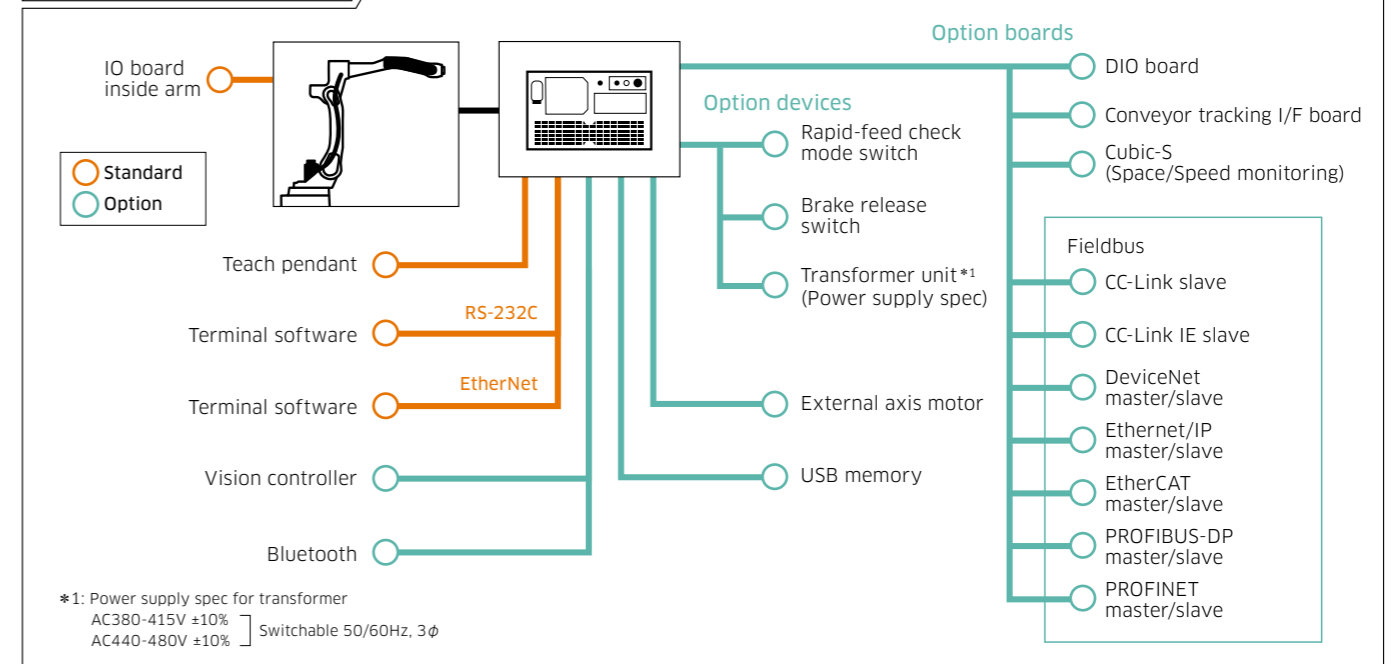 IO board
inside arm
Standard
Option
Teach pendant
RS-232C
Terminal software
EtherNet
Terminal software
Vision controller
Bluetooth
Option devices
Rapid-feed check
mode switch
Brake release
switch
Transformer unit*1
(Power supply spec)
External axis motor
USB memory
Option boards
DIO board
Conveyor tracking I/F board
Cubic-S
(Space/Speed monitoring)
Fieldbus
CC-Link slave
CC-Link IE slave
DeviceNet
master/slave
Ethernet/IP
master/slave
EtherCAT
master/slave
PROFIBUS-DP
master/slave
PROFINET
master/slave
*1: Power supply spec for transformer
AC380-415V ±10%
AC440-480V ±10%
Switchable 50/60Hz, 3ϕ